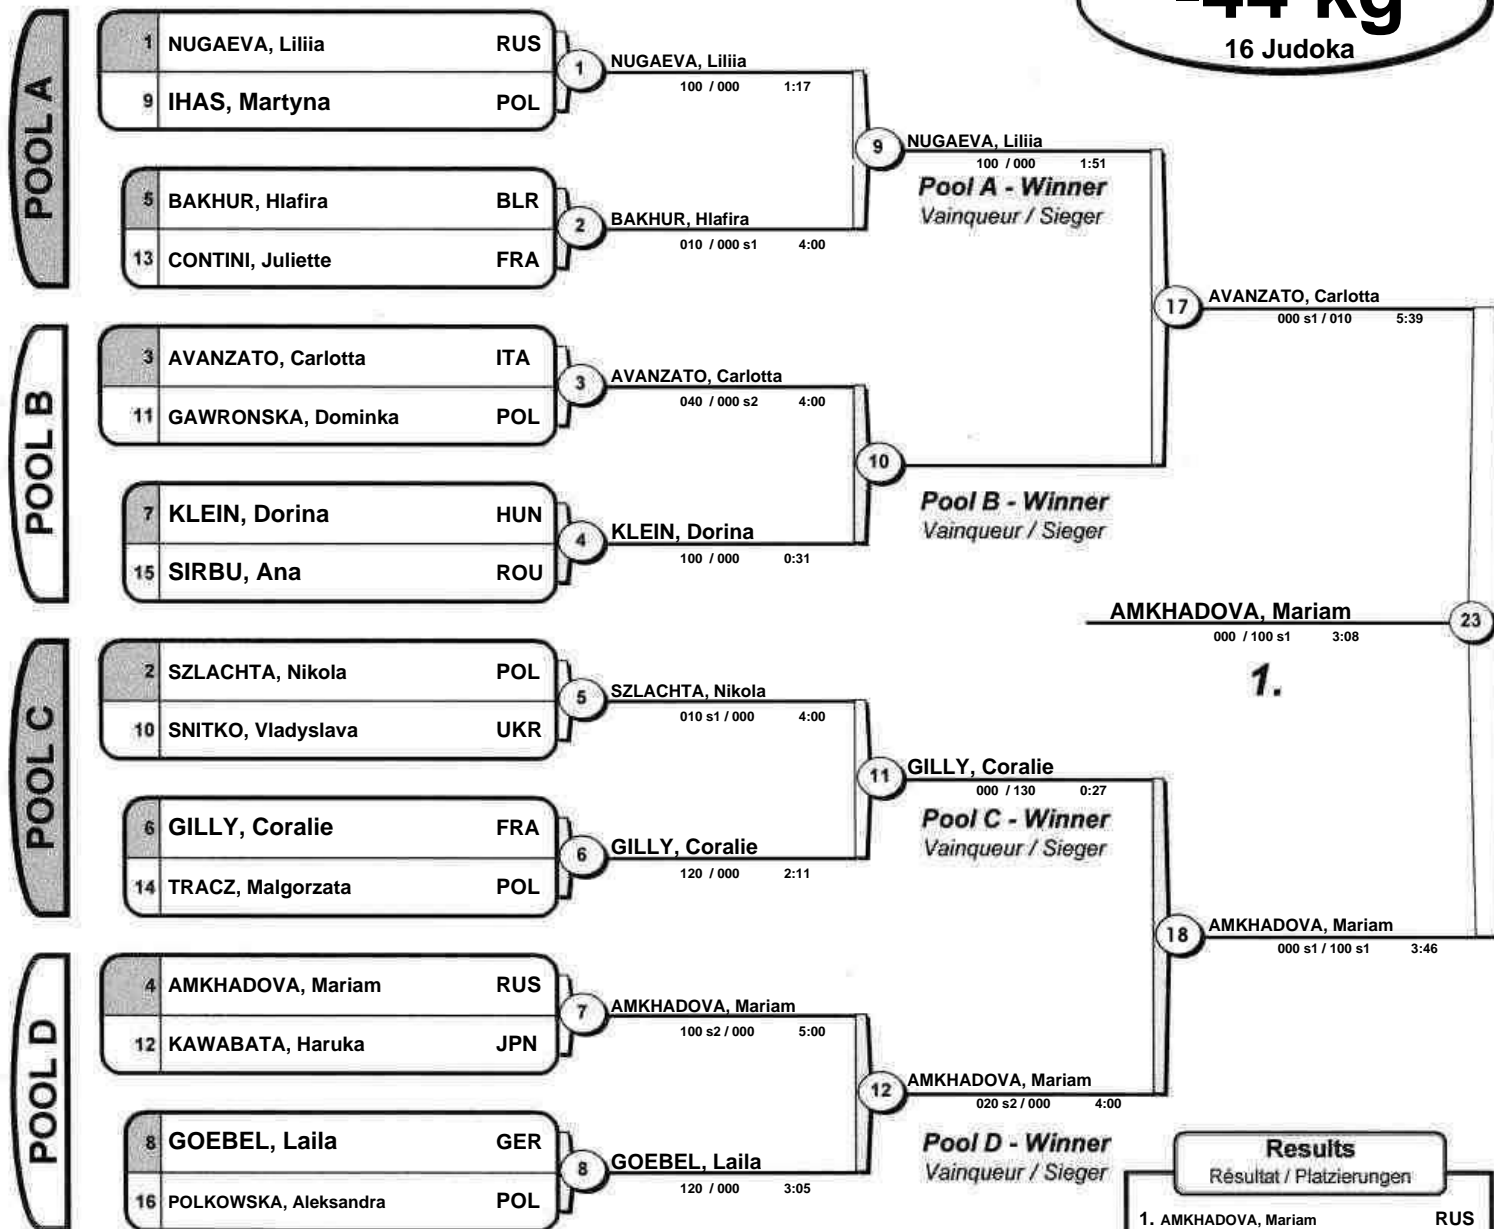 -44 kg
16 Judoka
POOL A
1 NUGAEVA, Liliia RUS
9 IHAS, Martyna POL
5 BAKHUR, Hlafira BLR
13 CONTINI, Juliette FRA
1
NUGAEVA, Liliia
100 / 000 1:17
2
BAKHUR, Hlafira
010 / 000 s1 4:00
9
NUGAEVA, Liliia
100 / 000 1:51
Pool A - Winner
Vainqueur / Sieger
POOL B
3 AVANZATO, Carlotta ITA
11 GAWRONSKA, Dominka POL
7 KLEIN, Dorina HUN
15 SIRBU, Ana ROU
3
AVANZATO, Carlotta
040 / 000 s2 4:00
4
KLEIN, Dorina
100 / 000 0:31
10
Pool B - Winner
Vainqueur / Sieger
17
AVANZATO, Carlotta
000 s1 / 010 5:39
AMKHADOVA, Mariam
000 / 100 s1 3:08
23
1.
POOL C
2 SZLACHTA, Nikola POL
10 SNITKO, Vladyslava UKR
6 GILLY, Coralie FRA
14 TRACZ, Malgorzata POL
5
SZLACHTA, Nikola
010 s1 / 000 4:00
6
GILLY, Coralie
120 / 000 2:11
11
GILLY, Coralie
000 / 130 0:27
Pool C - Winner
Vainqueur / Sieger
18
AMKHADOVA, Mariam
000 s1 / 100 s1 3:46
POOL D
4 AMKHADOVA, Mariam RUS
12 KAWABATA, Haruka JPN
8 GOEBEL, Laila GER
16 POLKOWSKA, Aleksandra POL
7
AMKHADOVA, Mariam
100 s2 / 000 5:00
8
GOEBEL, Laila
120 / 000 3:05
12
AMKHADOVA, Mariam
020 s2 / 000 4:00
Pool D - Winner
Vainqueur / Sieger
Results
Résultat / Platzierungen
1. AMKHADOVA, Mariam RUS